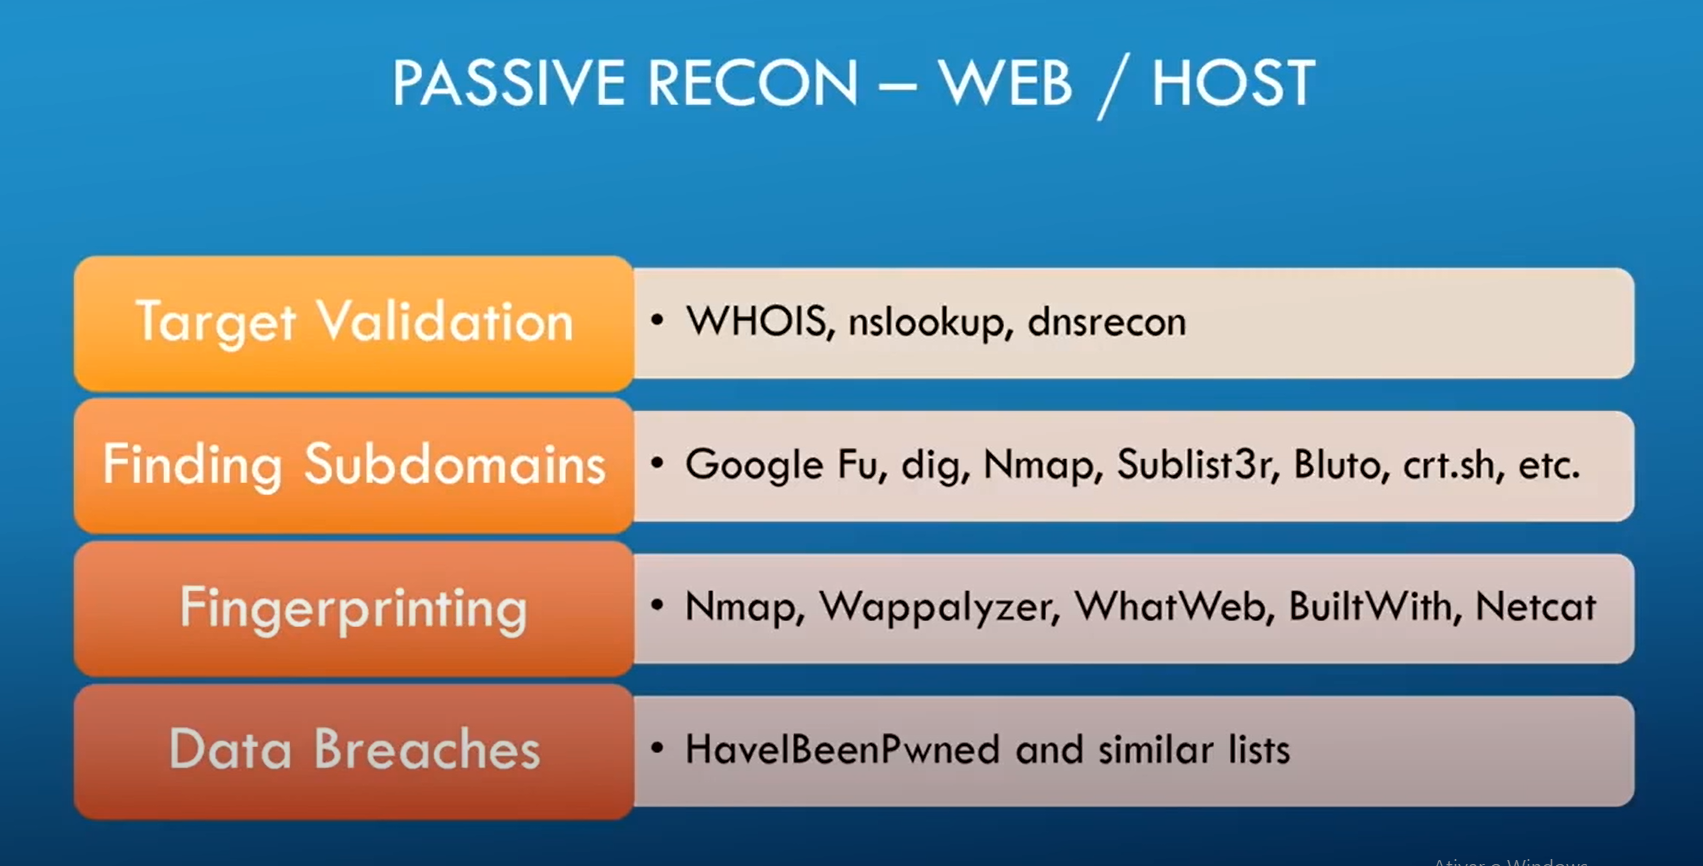 PASSIVE RECON – WEB / HOST
Target Validation
• WHOIS, nslookup, dnsrecon
Finding Subdomains
• Google Fu, dig, Nmap, Sublist3r, Bluto, crt.sh, etc.
Fingerprinting
• Nmap, Wappalyzer, WhatWeb, BuiltWith, Netcat
Data Breaches
• HaveIBeenPwned and similar lists
Ativar o Windows